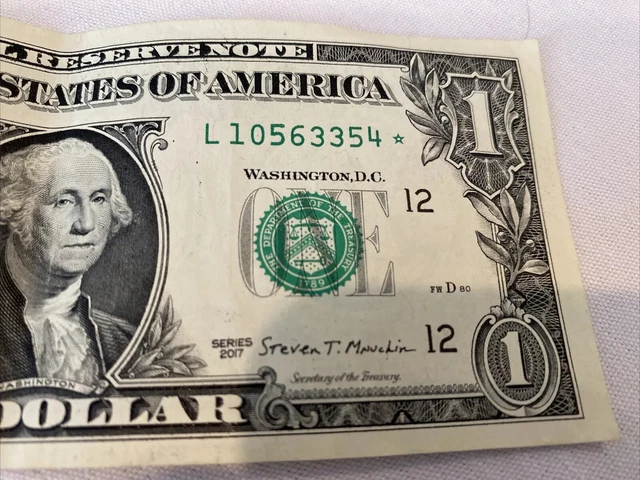 L RESERVE NOTE
STATES OF AMERICA
1
L 10563354 ★
WASHINGTON, D.C.
ONE
12
THE DEPARTMENT OF THE TREASURY
1789
FW D 80
SERIES
2017
Steven T. Mnuchin
12
Secretary of the Treasury.
1
WASHINGTON
DOLLAR